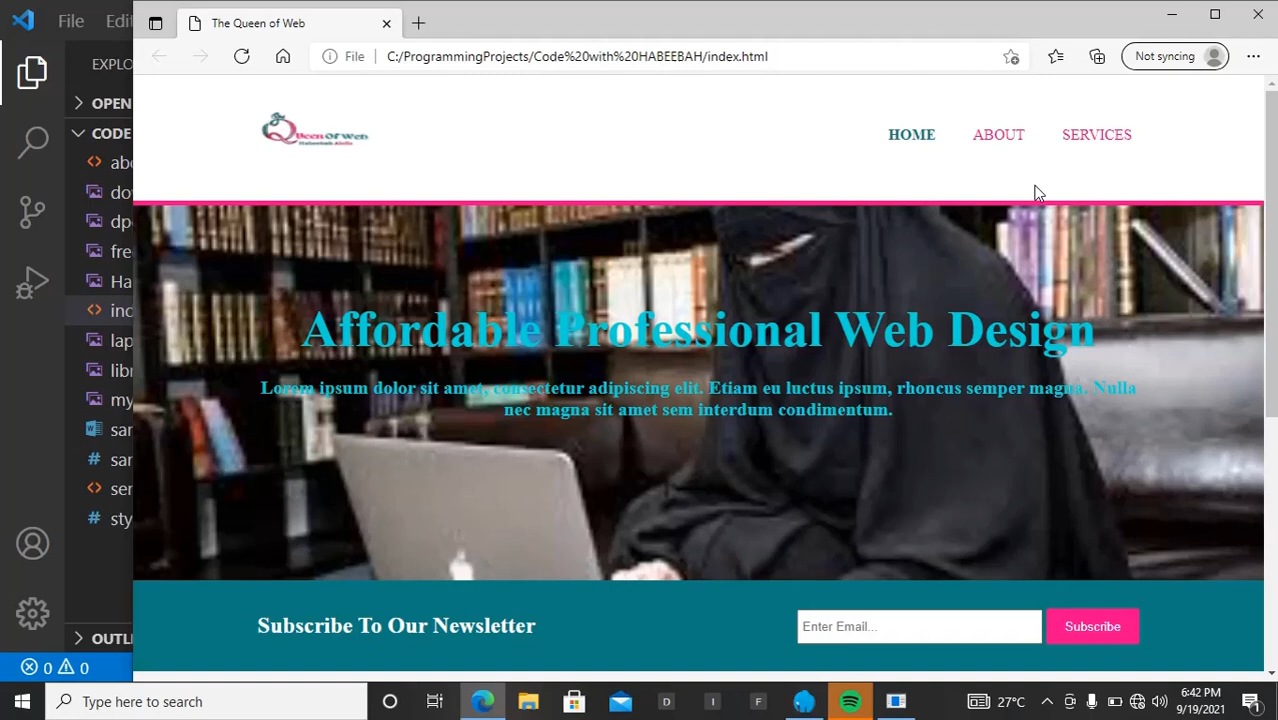 File Edi
The Queen of Web
File C:/ProgrammingProjects/Code%20with%20HABEEBAH/index.html Not syncing
EXPLO
OPEN
CODE
abo
do
dpe
fre
Ha
ind
lap
libr
my
sar
sar
ser
sty
OUTLI
0 0
Queen Of Web
HOME ABOUT SERVICES
Affordable Professional Web Design
Lorem ipsum dolor sit amet, consectetur adipiscing elit. Etiam eu luctus ipsum, rhoncus semper magna. Nulla
nec magna sit amet sem interdum condimentum.
Subscribe To Our Newsletter Enter Email... Subscribe
Type here to search D I F 27°C 6:42 PM
9/19/2021 1